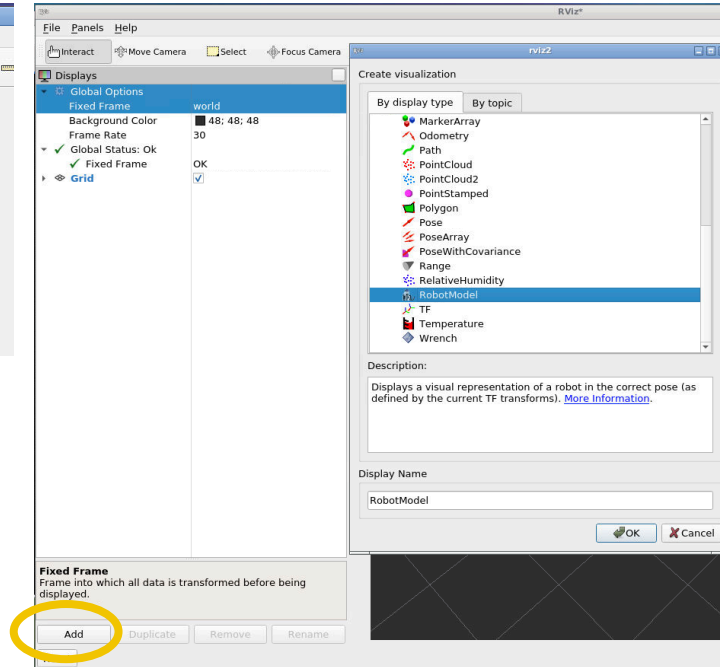 RViz*
File Panels Help
Interact Move Camera Select Focus Camera
Displays
Global Options
Fixed Frame world
Background Color 48; 48; 48
Frame Rate 30
Global Status: Ok
Fixed Frame OK
Grid
rviz2
Create visualization
By display type By topic
MarkerArray
Odometry
Path
PointCloud
PointCloud2
PointStamped
Polygon
Pose
PoseArray
PoseWithCovariance
Range
RelativeHumidity
RobotModel
TF
Temperature
Wrench
Description:
Displays a visual representation of a robot in the correct pose (as
defined by the current TF transforms). More Information.
Display Name
RobotModel
OK Cancel
Fixed Frame
Frame into which all data is transformed before being
displayed.
Add Duplicate Remove Rename